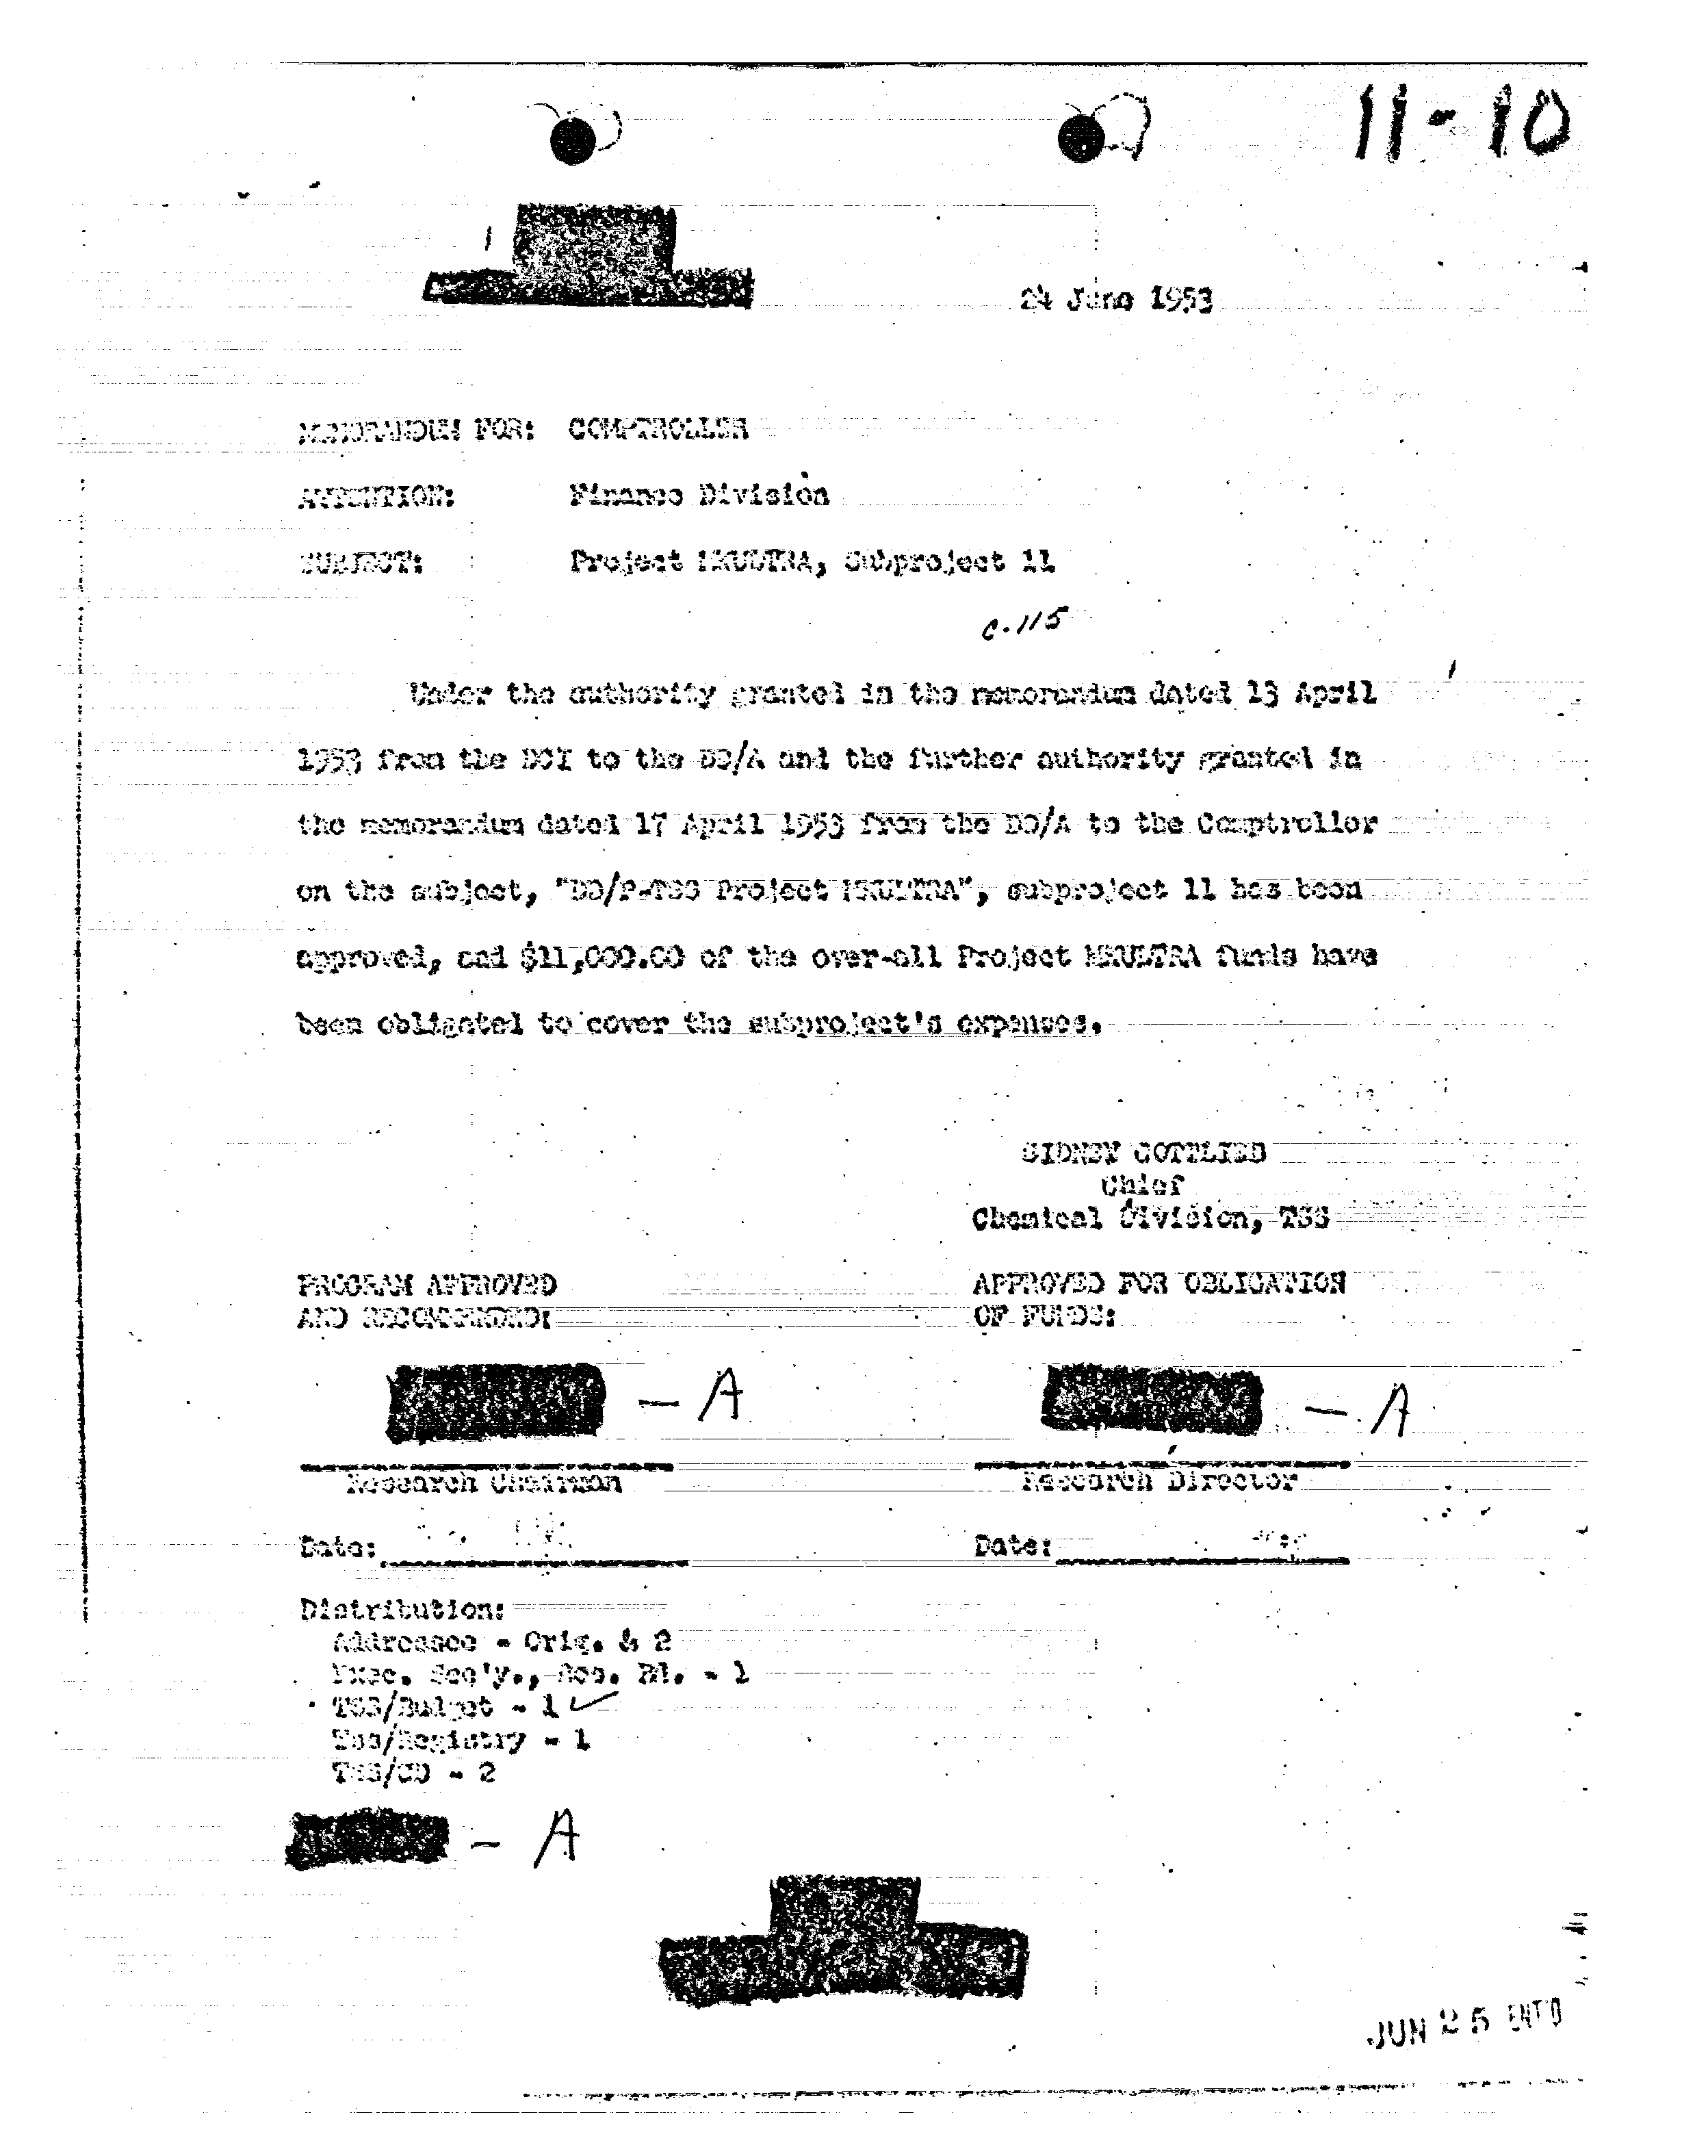 11-10
24 June 1953
MEMORANDUM FOR: COMPTROLLER
ATTENTION: Finance Division
SUBJECT: Project MKULTRA, Subproject 11
C.115
Under the authority granted in the memorandum dated 13 April
1953 from the DCI to the DD/A and the further authority granted in
the memorandum dated 17 April 1953 from the DD/A to the Comptroller
on the subject, "DD/P-TSS Project MKULTRA", subproject 11 has been
approved, and $11,000.00 of the over-all Project MKULTRA funds have
been obligated to cover the subproject's expenses.
SIDNEY GOTTLIEB
Chief
Chemical Division, TSS
PROGRAM APPROVED APPROVED FOR OBLIGATION
AND RECOMMENDED: OF FUNDS:
- A - A
Research Chairman Research Director
Date: Date:
Distribution:
Addressee - Orig. & 2
Exec. Sec'y., Res. Bd. - 1
TSS/Budget - 1 ✓
TSS/Registry - 1
TSS/CD - 2
- A
JUN 25 ENT'D